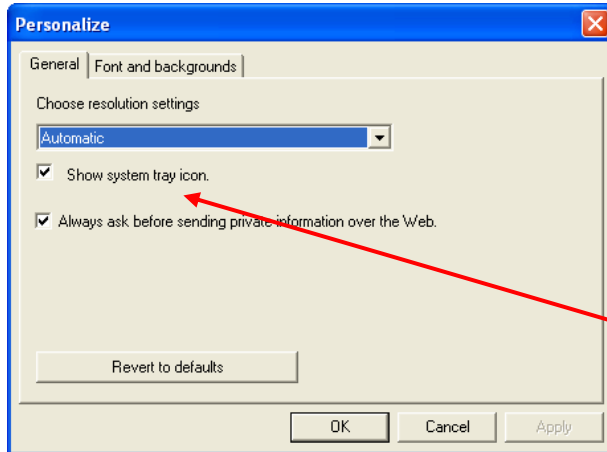 Personalize
General Font and backgrounds
Choose resolution settings
Automatic
Show system tray icon.
Always ask before sending private information over the Web.
Revert to defaults
OK Cancel Apply